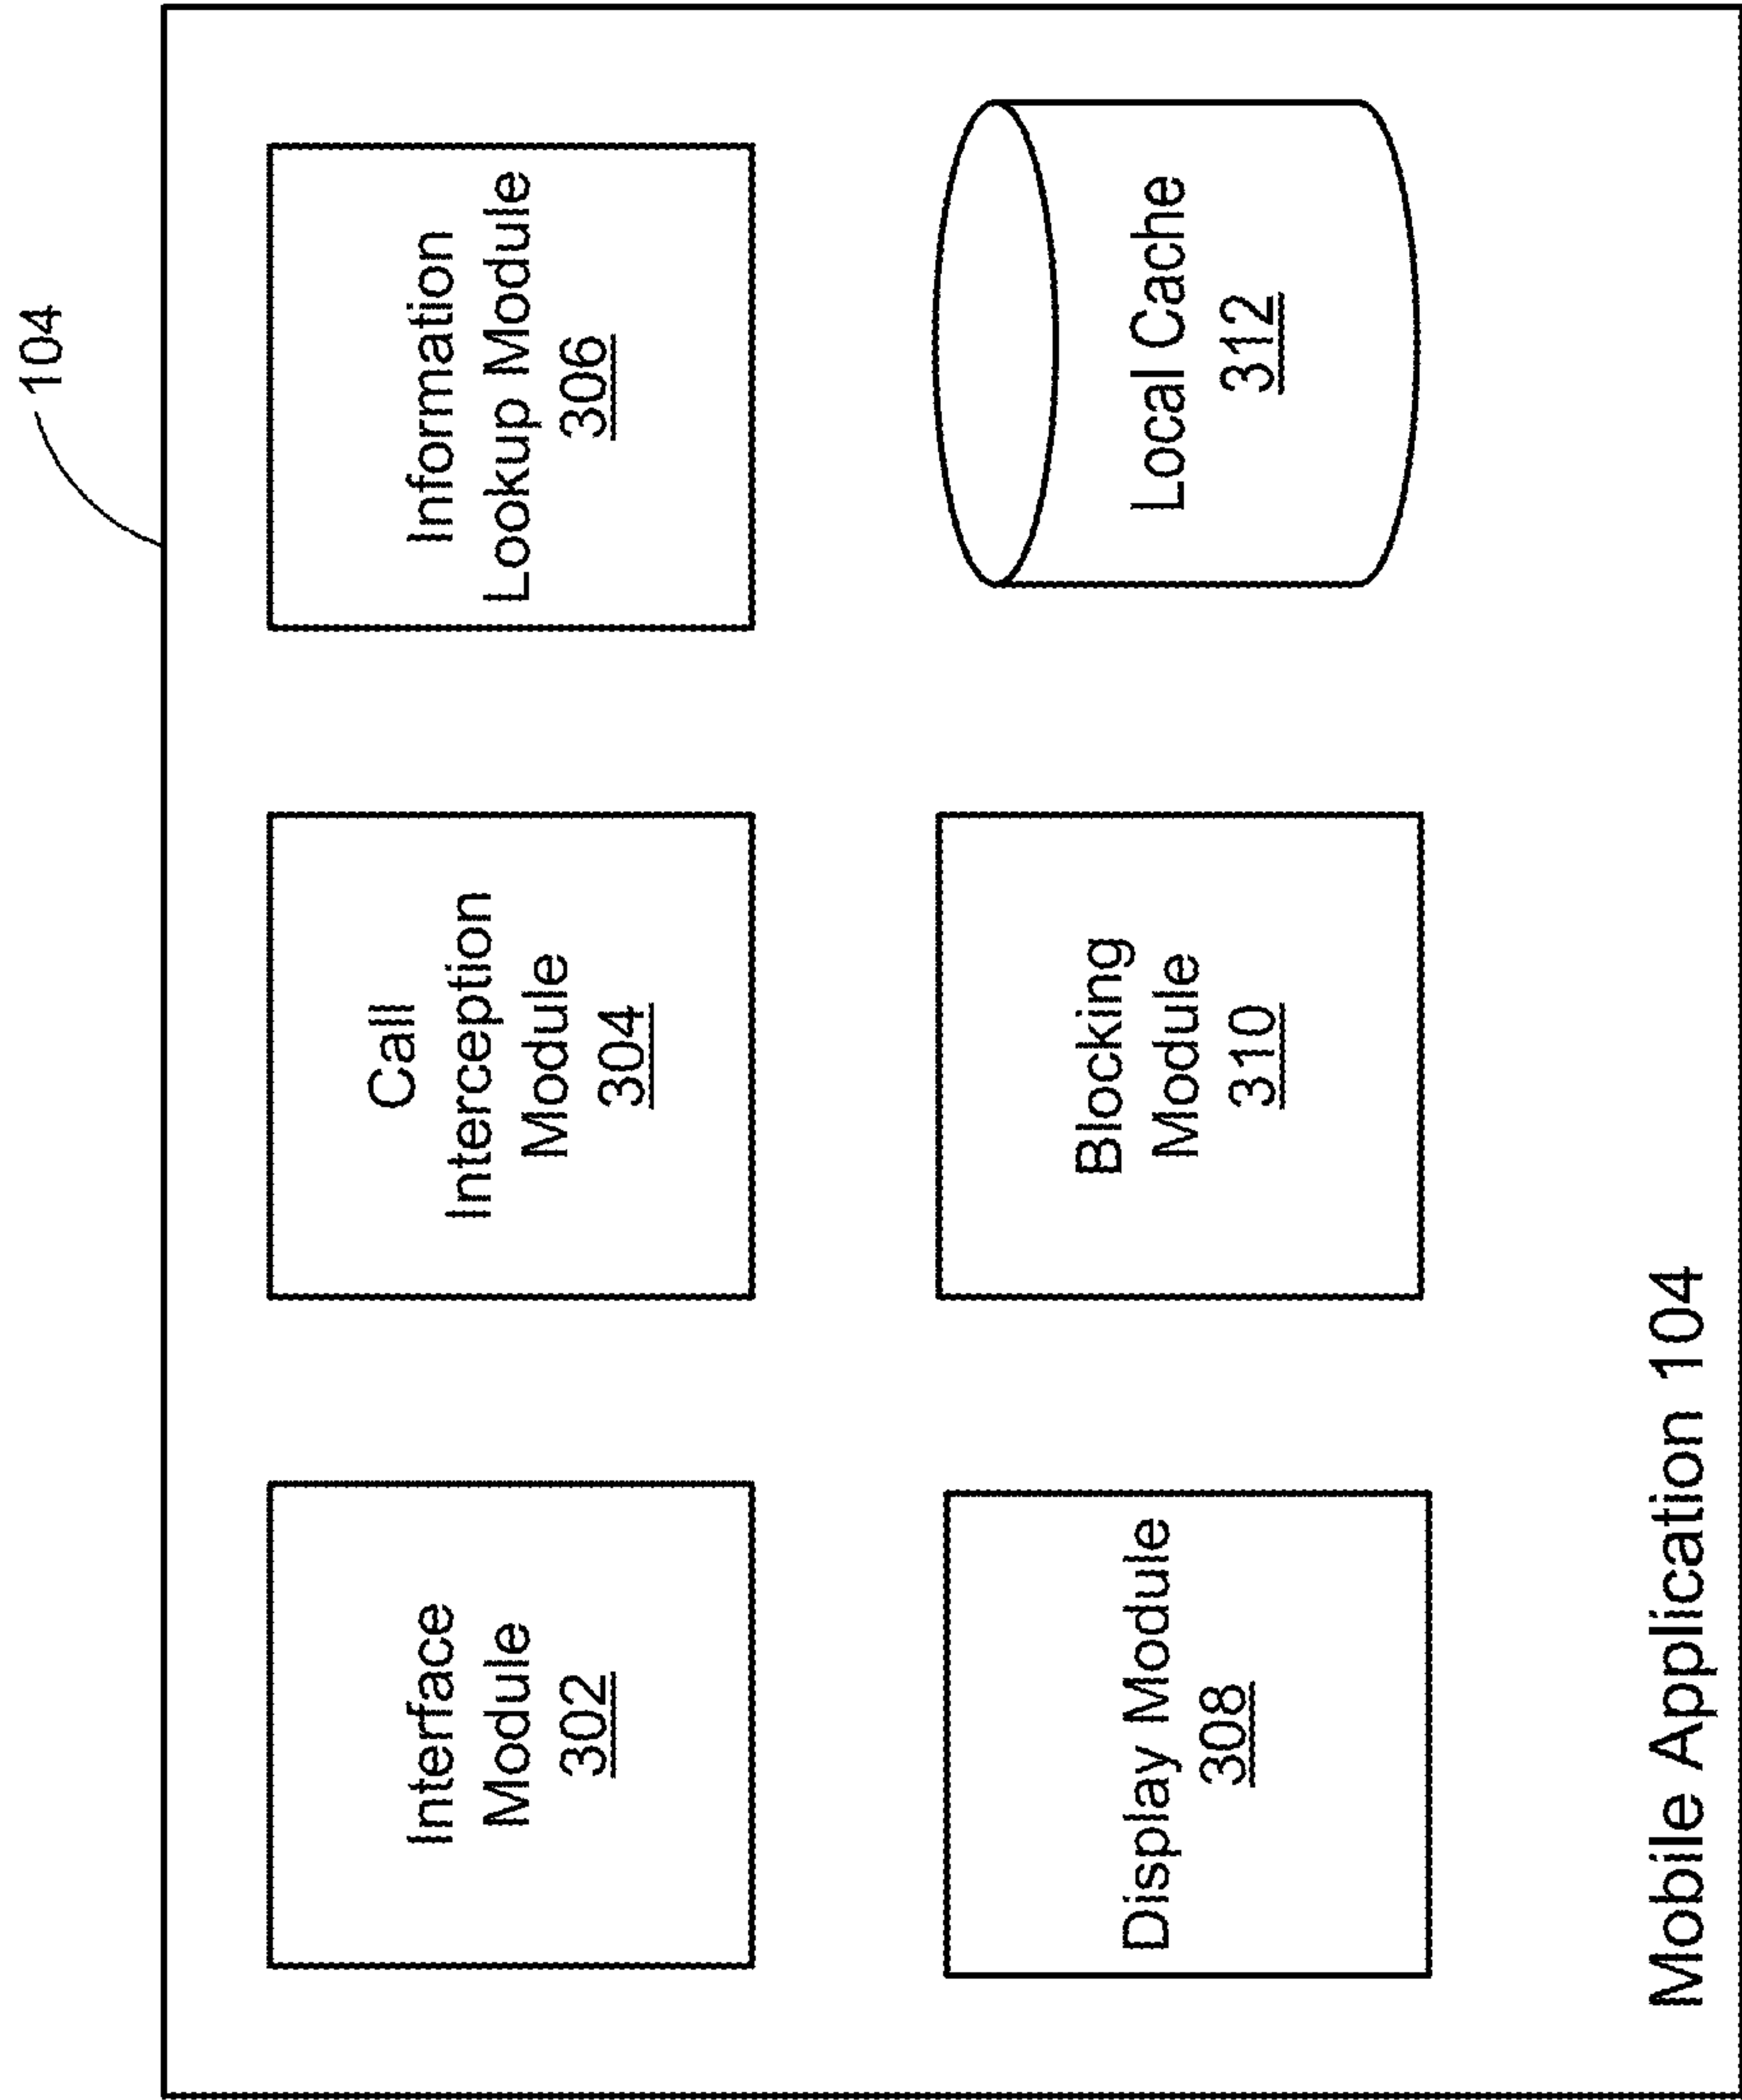 104
Interface
Module
302
Call
Interception
Module
304
Information
Lookup Module
306
Display Module
308
Blocking
Module
310
Local Cache
312
Mobile Application 104